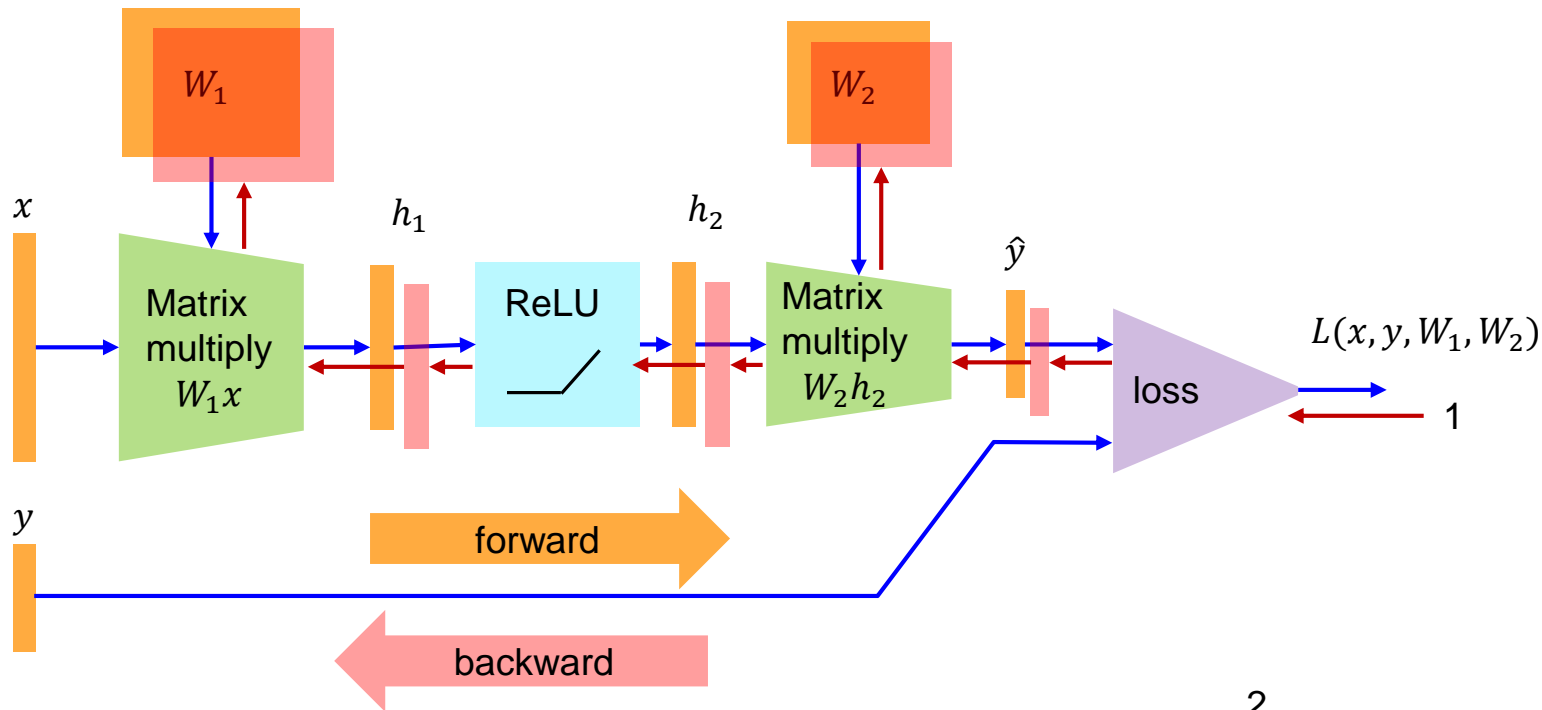 W₁
W₂
x
h₁
h₂
ŷ
Matrix
multiply
W₁x
ReLU
Matrix
multiply
W₂h₂
loss
L(x, y, W₁, W₂)
1
y
forward
backward
2